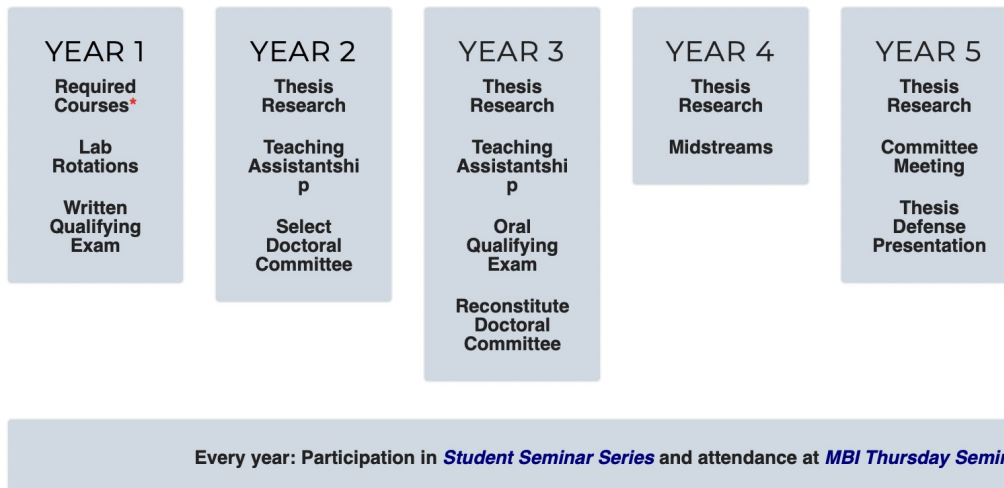 YEAR 1
Required
Courses*
Lab
Rotations
Written
Qualifying
Exam
YEAR 2
Thesis
Research
Teaching
Assistantshi
p
Select
Doctoral
Committee
YEAR 3
Thesis
Research
Teaching
Assistantshi
p
Oral
Qualifying
Exam
Reconstitute
Doctoral
Committee
YEAR 4
Thesis
Research
Midstreams
YEAR 5
Thesis
Research
Committee
Meeting
Thesis
Defense
Presentation
Every year: Participation in Student Seminar Series and attendance at MBI Thursday